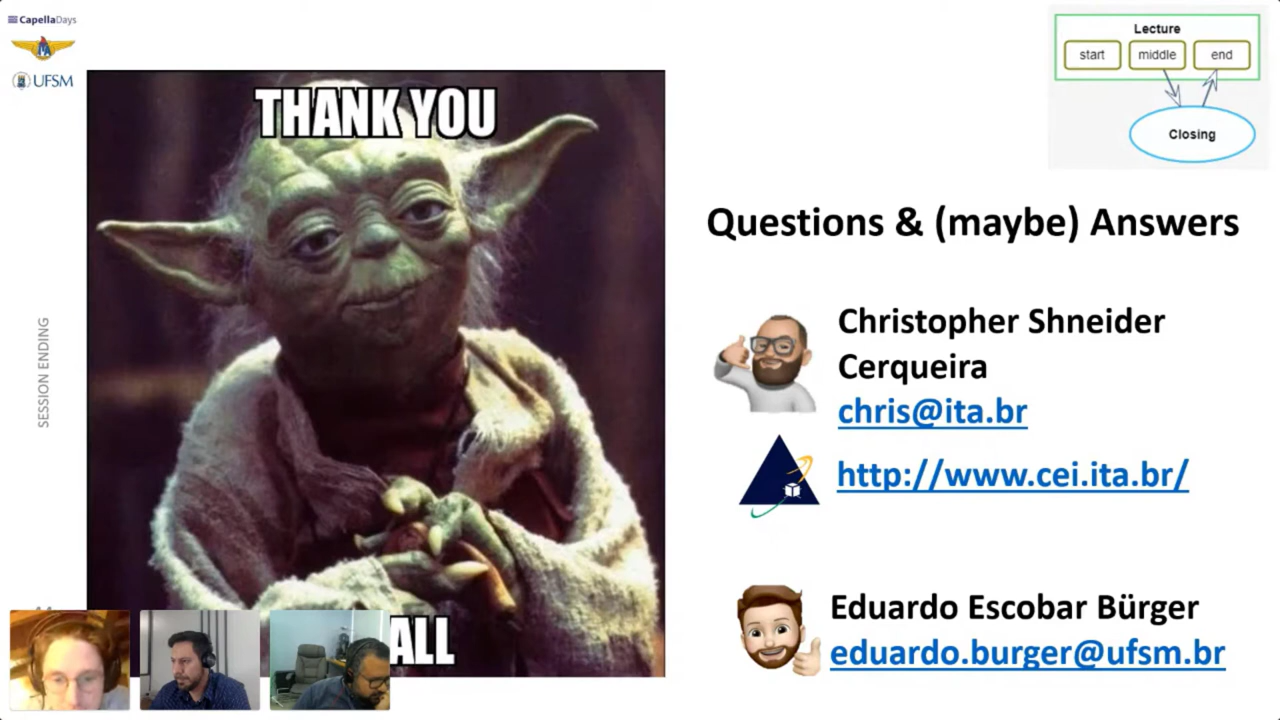 CapellaDays
UFSM
SESSION ENDING
THANK YOU
ALL
Lecture
start middle end
Closing
Questions & (maybe) Answers
Christopher Shneider
Cerqueira
chris@ita.br
http://www.cei.ita.br/
Eduardo Escobar Bürger
eduardo.burger@ufsm.br